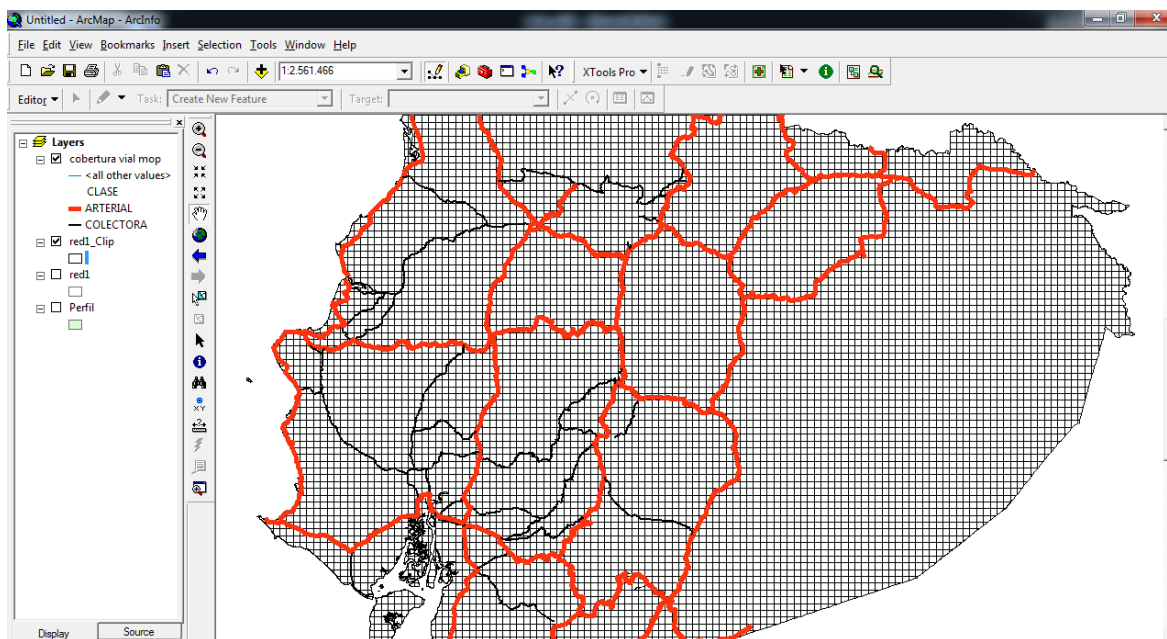 Untitled - ArcMap - ArcInfo
File Edit View Bookmarks Insert Selection Tools Window Help
1:2.561.466
XTools Pro
Editor Task: Create New Feature Target:
Layers
cobertura vial mop
<all other values>
CLASE
ARTERIAL
COLECTORA
red1_Clip
red1
Perfil
XY
Display Source